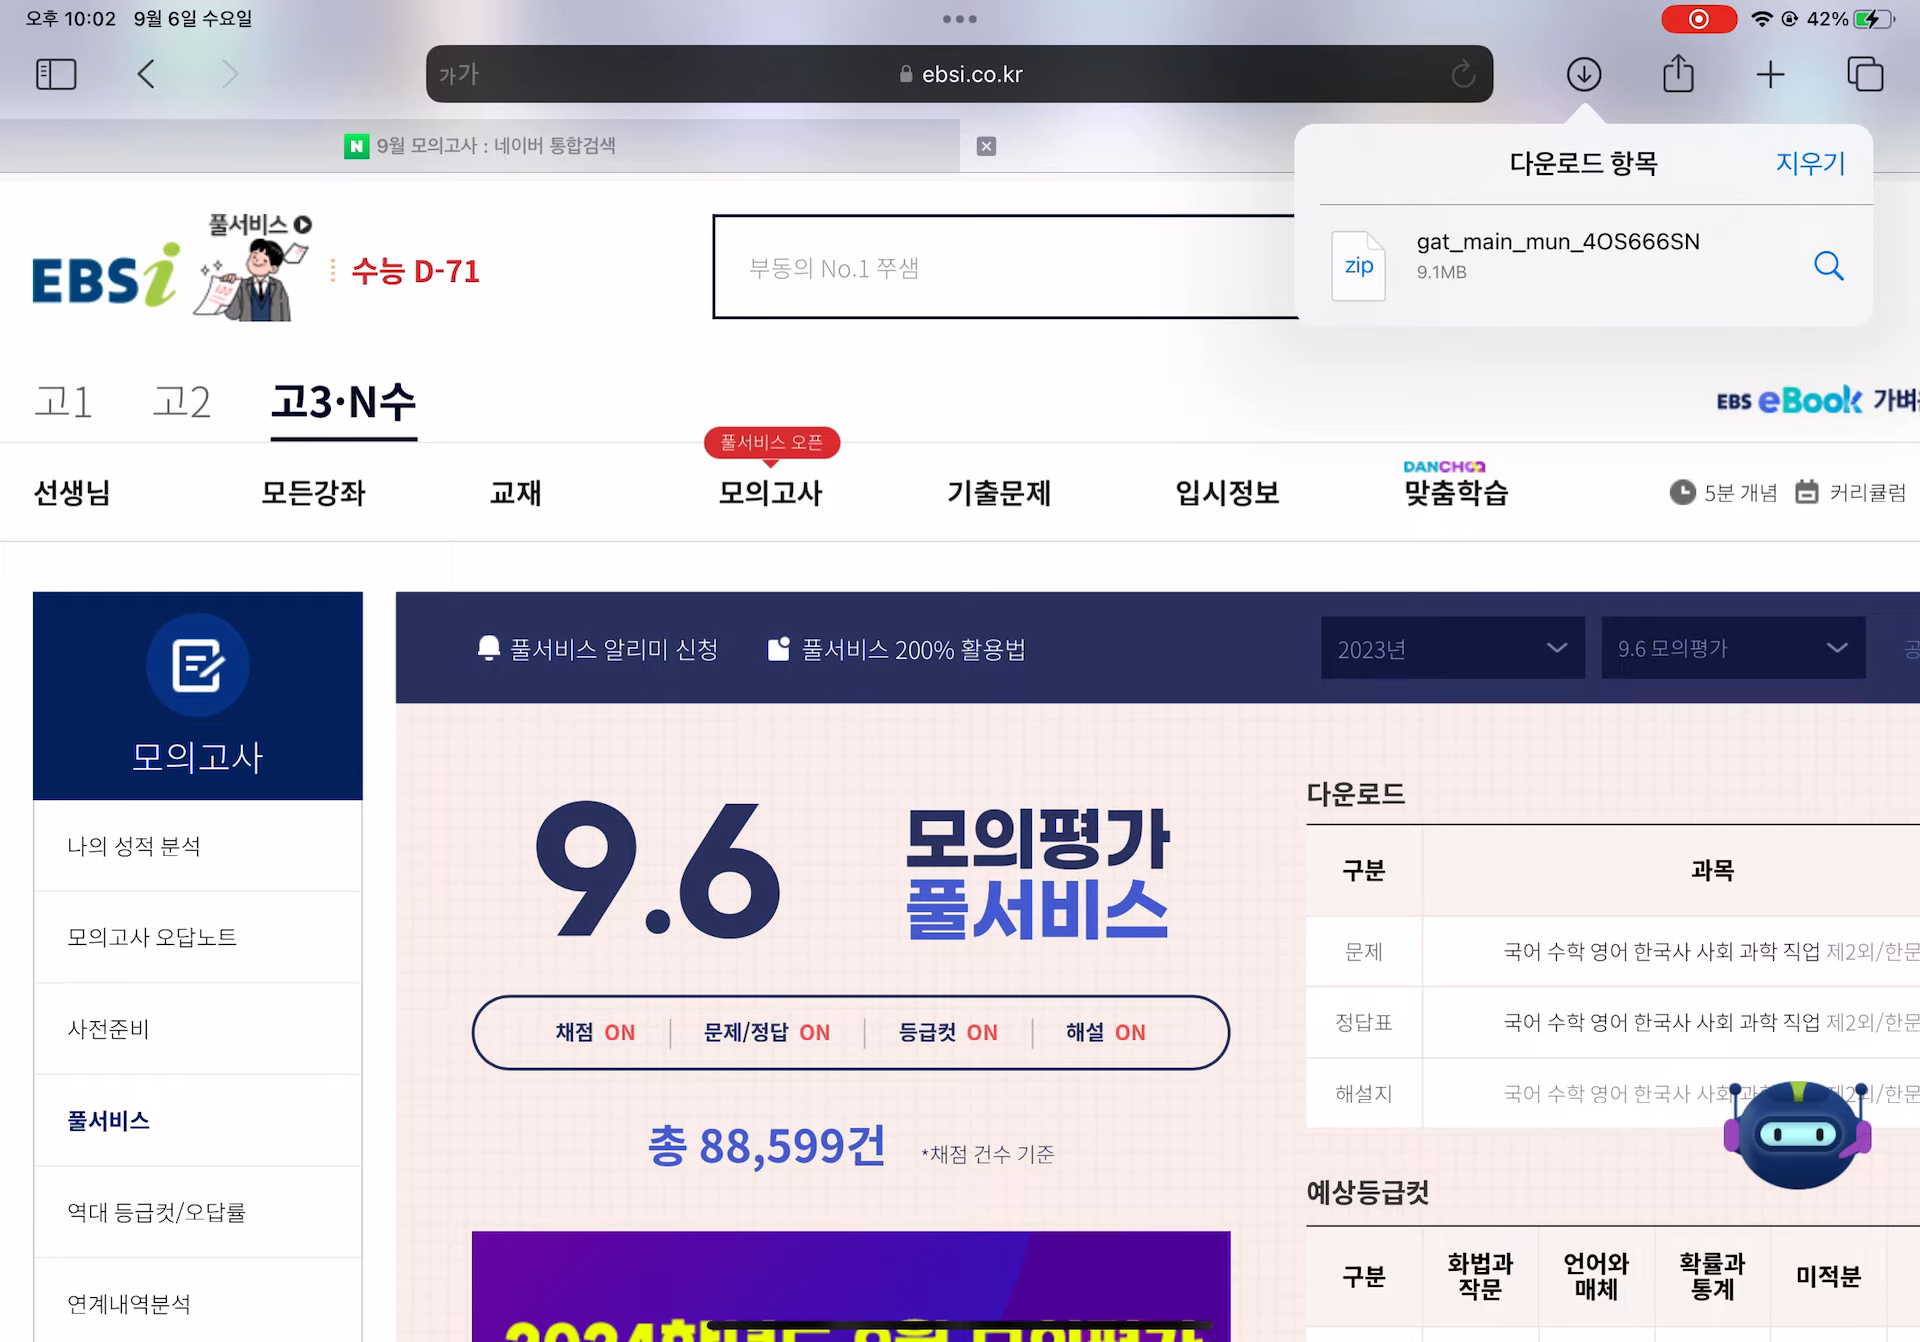 오후 10:02 9월 6일 수요일
42%
가가
ebsi.co.kr
N 9월 모의고사 : 네이버 통합검색
다운로드 항목 지우기
zip
gat_main_mun_4OS666SN
9.1MB
풀서비스
EBSi
수능 D-71
부동의 No.1 쭈샘
고1 고2 고3·N수
EBS eBook
풀서비스 오픈
DANCHOO
선생님 모든강좌 교재 모의고사 기출문제 입시정보 맞춤학습 5분 개념 커리큘럼
풀서비스 알리미 신청 풀서비스 200% 활용법 2023년 9.6 모의평가
모의고사
나의 성적 분석
모의고사 오답노트
사전준비
풀서비스
역대 등급컷/오답률
연계내역분석
9.6 모의평가
풀서비스
채점 ON 문제/정답 ON 등급컷 ON 해설 ON
총 88,599건 *채점 건수 기준
다운로드
구분 과목
문제 국어 수학 영어 한국사 사회 과학 직업 제2외/한문
정답표 국어 수학 영어 한국사 사회 과학 직업 제2외/한문
해설지 국어 수학 영어 한국사 사회
예상등급컷
구분 화법과 작문 언어와 매체 확률과 통계 미적분